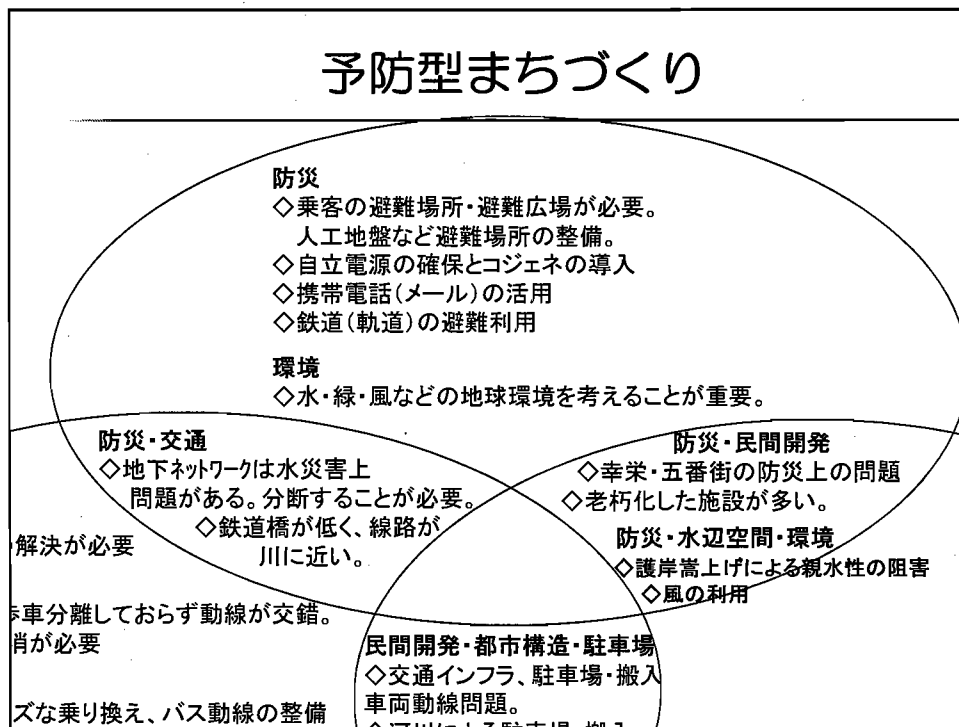 予防型まちづくり
防災
◇乗客の避難場所・避難広場が必要。
人工地盤など避難場所の整備。
◇自立電源の確保とコジェネの導入
◇携帯電話(メール)の活用
◇鉄道(軌道)の避難利用
環境
◇水・緑・風などの地球環境を考えることが重要。
防災・交通
◇地下ネットワークは水災害上
問題がある。分断することが必要。
◇鉄道橋が低く、線路が
川に近い。
防災・民間開発
◇幸栄・五番街の防災上の問題
◇老朽化した施設が多い。
防災・水辺空間・環境
◇護岸嵩上げによる親水性の阻害
◇風の利用
解決が必要
車分離しておらず動線が交錯。
消が必要
ズな乗り換え、バス動線の整備
民間開発・都市構造・駐車場
◇交通インフラ、駐車場・搬入
車両動線問題。
◇河川による駐車場・搬入